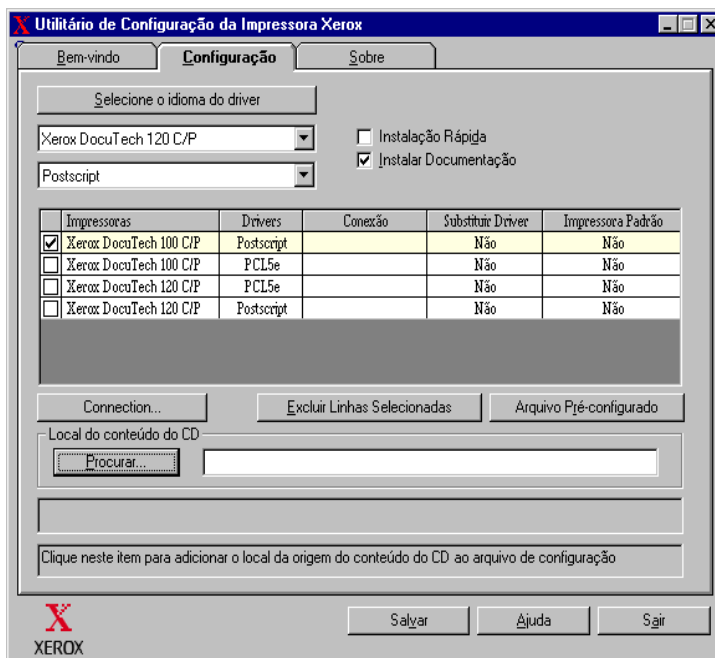 Utilitário de Configuração da Impressora Xerox
Bem-vindo Configuração Sobre
Selecione o idioma do driver
Xerox DocuTech 120 C/P
Instalação Rápida
Instalar Documentação
Postscript
Impressoras Drivers Conexão Substituir Driver Impressora Padrão
Xerox DocuTech 100 C/P Postscript Não Não
Xerox DocuTech 100 C/P PCL5e Não Não
Xerox DocuTech 120 C/P PCL5e Não Não
Xerox DocuTech 120 C/P Postscript Não Não
Connection... Excluir Linhas Selecionadas Arquivo Pré-configurado
Local do conteúdo do CD
Procurar...
Clique neste item para adicionar o local da origem do conteúdo do CD ao arquivo de configuração
Salvar Ajuda Sair
XEROX